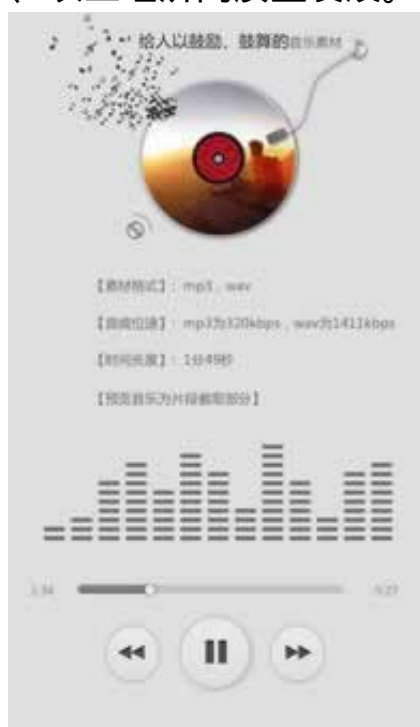 给人以鼓励、鼓舞的音乐素材
【素材格式】：mp3，wav
【音频位速】：mp3为320kbps，wav为1411kbps
【时间长度】：1分49秒
【预览音乐为片段截取部分】